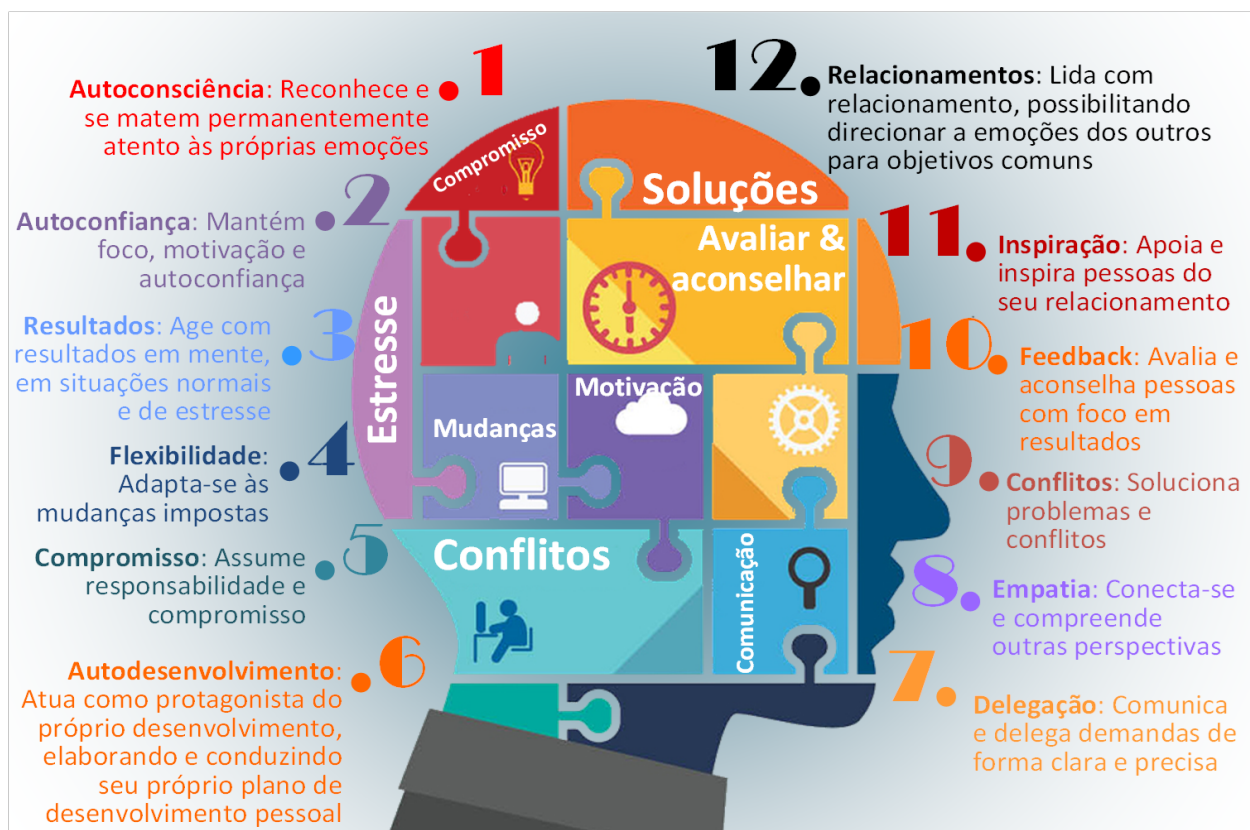 1
Autoconsciência: Reconhece e
se matem permanentemente
atento às próprias emoções
2
Autoconfiança: Mantém
foco, motivação e
autoconfiança
3
Resultados: Age com
resultados em mente,
em situações normais
e de estresse
4
Flexibilidade:
Adapta-se às
mudanças impostas
5
Compromisso: Assume
responsabilidade e
compromisso
6
Autodesenvolvimento:
Atua como protagonista do
próprio desenvolvimento,
elaborando e conduzindo
seu próprio plano de
desenvolvimento pessoal
Compromisso
Soluções
Avaliar &
aconselhar
Estresse
Mudanças
Motivação
Conflitos
Comunicação
12.
Relacionamentos: Lida com
relacionamento, possibilitando
direcionar a emoções dos outros
para objetivos comuns
11.
Inspiração: Apoia e
inspira pessoas do
seu relacionamento
10.
Feedback: Avalia e
aconselha pessoas
com foco em
resultados
9.
Conflitos: Soluciona
problemas e
conflitos
8.
Empatia: Conecta-se
e compreende
outras perspectivas
7.
Delegação: Comunica
e delega demandas de
forma clara e precisa